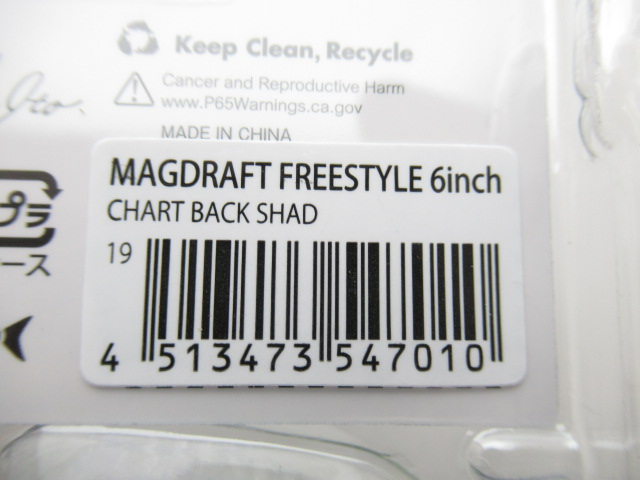 Keep Clean, Recycle
Cancer and Reproductive Harm
www.P65Warnings.ca.gov
Ito.
MADE IN CHINA
MAGDRAFT FREESTYLE 6inch
CHART BACK SHAD
19
プラ
ース
4 513473 547010